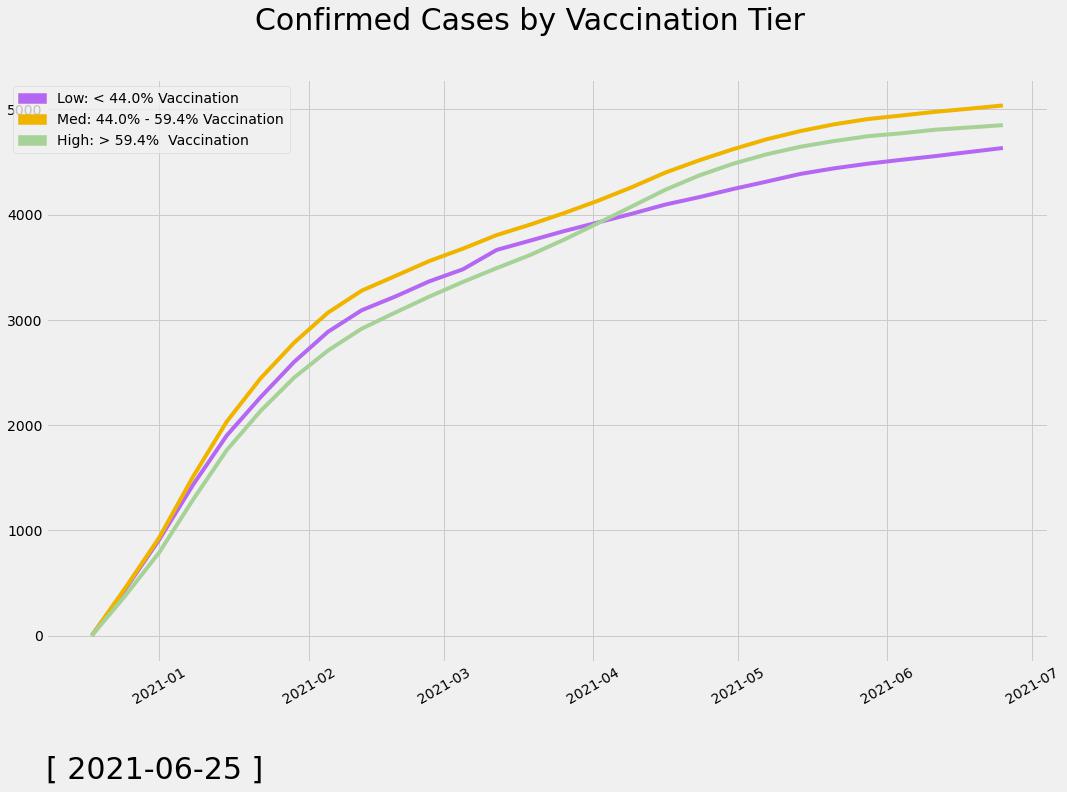 Confirmed Cases by Vaccination Tier
Low: < 44.0% Vaccination
Med: 44.0% - 59.4% Vaccination
High: > 59.4%  Vaccination
5000
4000
3000
2000
1000
0
2021-01
2021-02
2021-03
2021-04
2021-05
2021-06
2021-07
[ 2021-06-25 ]